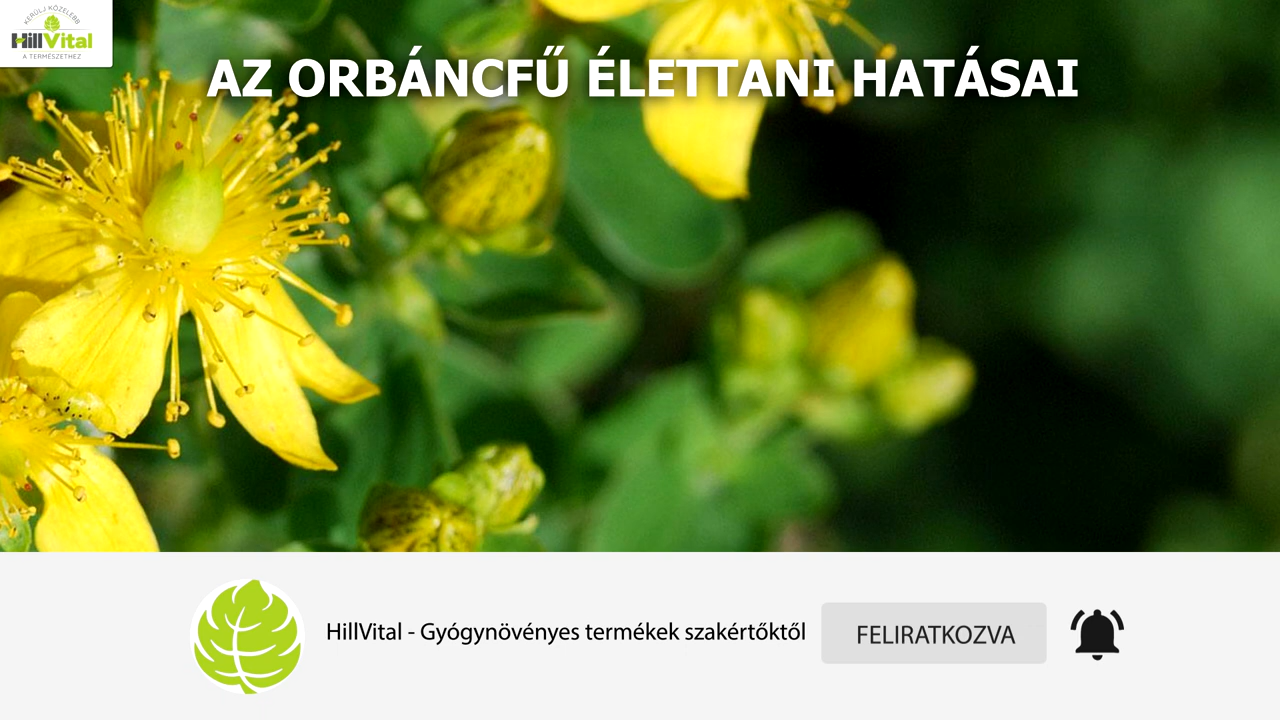 KERÜLJ KÖZELEBB
HillVital
A TERMÉSZETHEZ
AZ ORBÁNCFŰ ÉLETTANI HATÁSAI
HillVital - Gyógynövényes termékek szakértőktől
FELIRATKOZVA